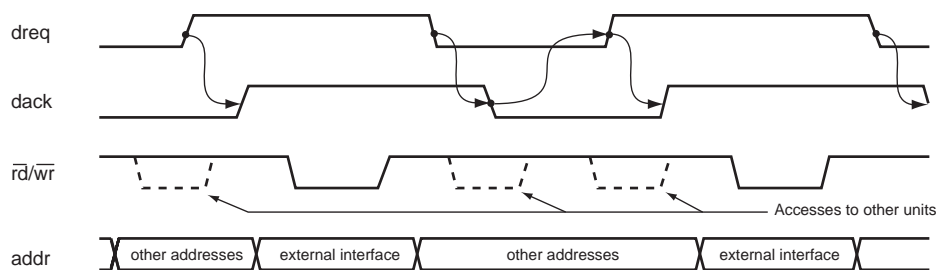 dreq
dack
rd/wr
Accesses to other units
addr
other addresses
external interface
other addresses
external interface